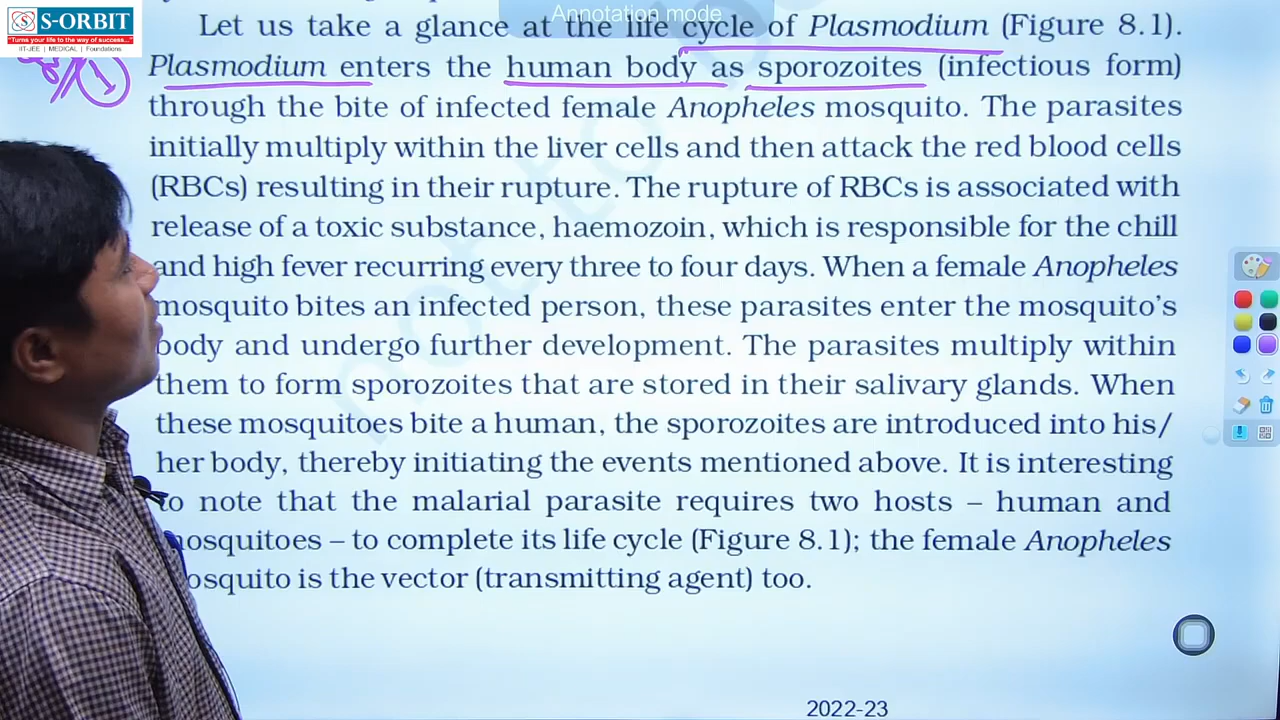 S-ORBIT
"Turns your life to the way of success..."
IIT-JEE | MEDICAL | Foundations
Annotation mode
Let us take a glance at the life cycle of Plasmodium (Figure 8.1).
Plasmodium enters the human body as sporozoites (infectious form)
through the bite of infected female Anopheles mosquito. The parasites
initially multiply within the liver cells and then attack the red blood cells
(RBCs) resulting in their rupture. The rupture of RBCs is associated with
release of a toxic substance, haemozoin, which is responsible for the chill
and high fever recurring every three to four days. When a female Anopheles
mosquito bites an infected person, these parasites enter the mosquito's
body and undergo further development. The parasites multiply within
them to form sporozoites that are stored in their salivary glands. When
these mosquitoes bite a human, the sporozoites are introduced into his/
her body, thereby initiating the events mentioned above. It is interesting
to note that the malarial parasite requires two hosts – human and
mosquitoes – to complete its life cycle (Figure 8.1); the female Anopheles
mosquito is the vector (transmitting agent) too.
2022-23